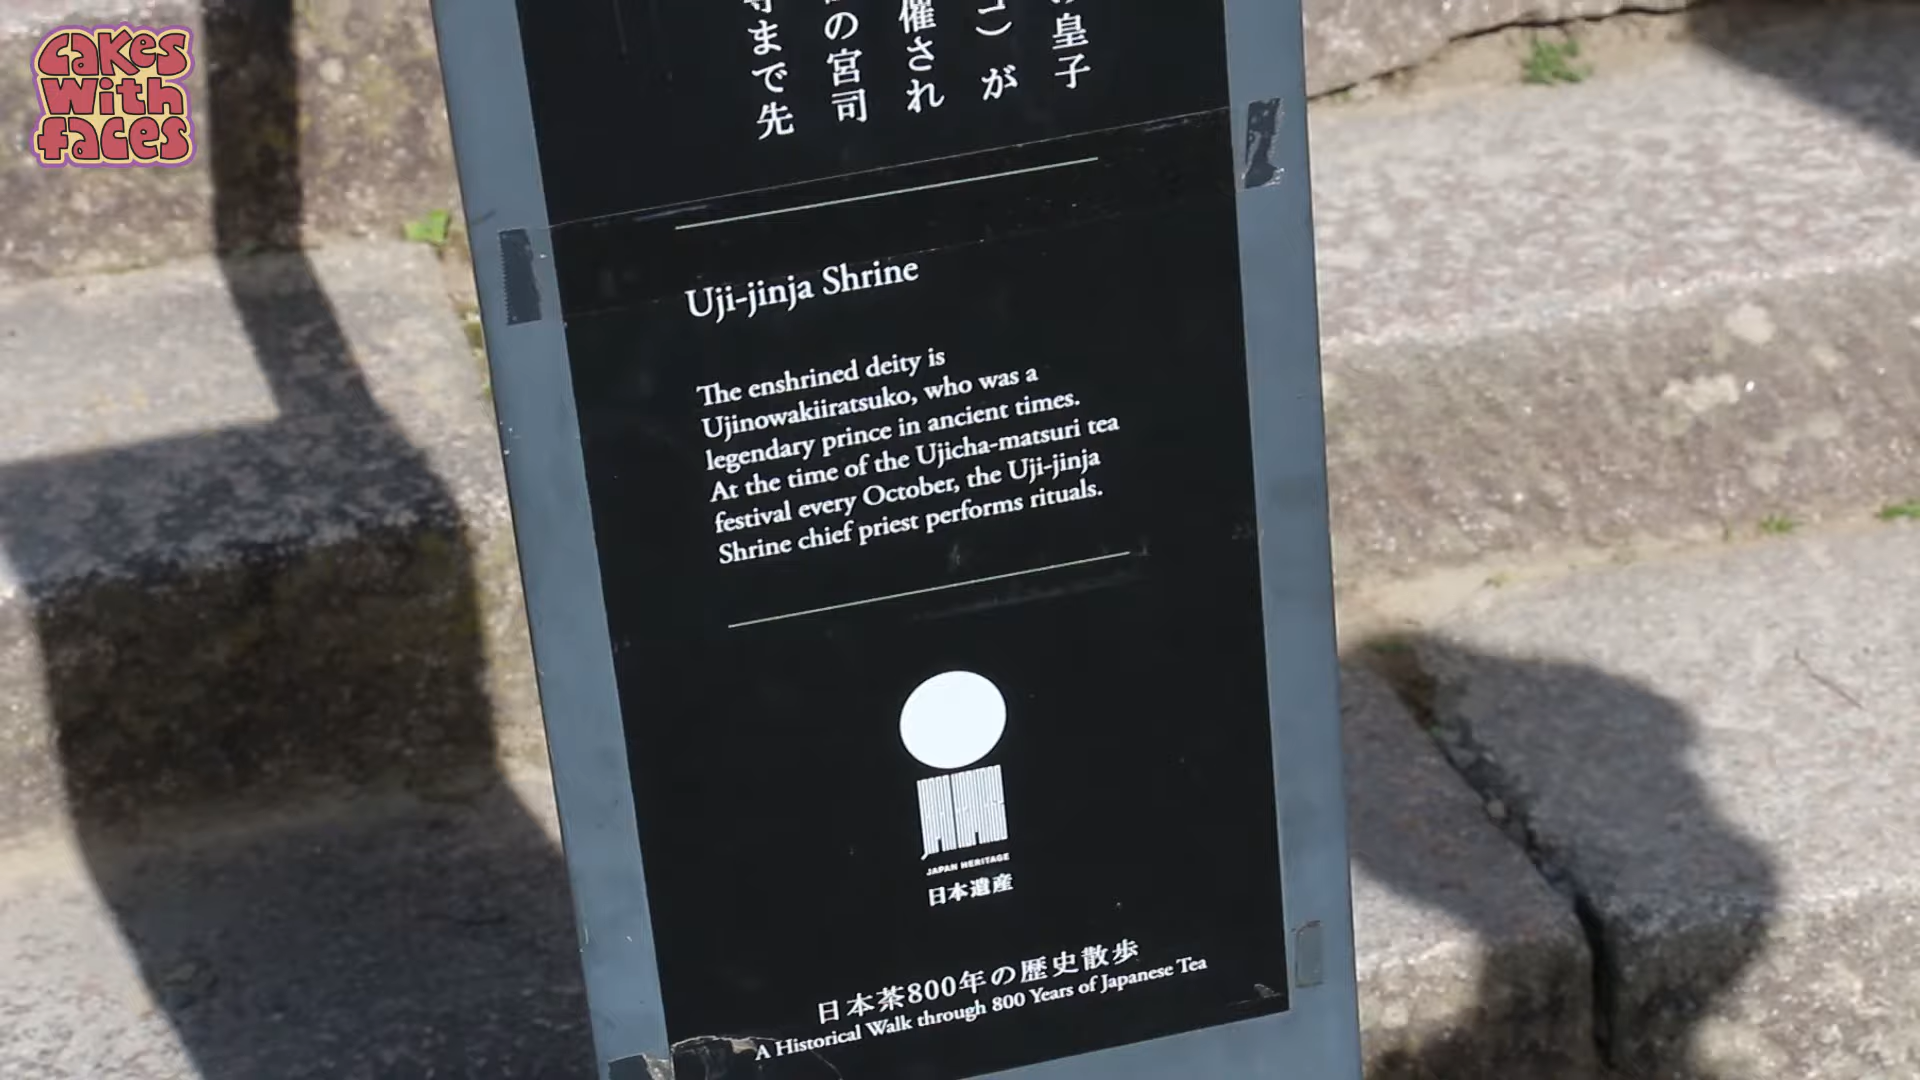 cakes
with
faces
皇子
が
催され
の宮司
まで先
Uji-jinja Shrine
The enshrined deity is
Ujinowakiiratsuko, who was a
legendary prince in ancient times.
At the time of the Ujicha-matsuri tea
festival every October, the Uji-jinja
Shrine chief priest performs rituals.
JAPAN HERITAGE
日本遺産
日本茶800年の歴史散歩
A Historical Walk through 800 Years of Japanese Tea